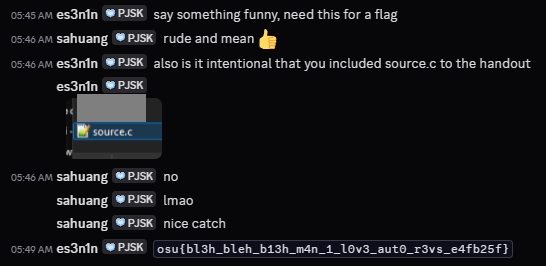 05:45 AM es3n1n PJSK say something funny, need this for a flag
05:46 AM sahuang PJSK rude and mean 👍
05:46 AM es3n1n PJSK also is it intentional that you included source.c to the handout
es3n1n PJSK
source.c
05:46 AM sahuang PJSK no
sahuang PJSK lmao
sahuang PJSK nice catch
05:49 AM es3n1n PJSK osu{bl3h_bleh_b13h_m4n_1_l0v3_aut0_r3vs_e4fb25f}